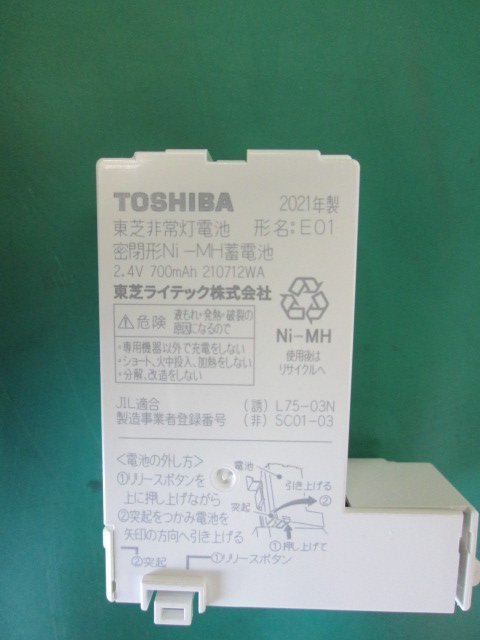 TOSHIBA 2021年製
東芝非常灯電池 形名:E01
密閉形Ni-MH蓄電池
2.4V 700mAh 210712WA
東芝ライテック株式会社
⚠危険 液もれ・発熱・破裂の
原因になるので
・専用機器以外で充電をしない
・ショート、火中投入、加熱をしない
・分解、改造をしない
Ni-MH
使用後は
リサイクルへ
JIL適合 (誘) L75-03N
製造事業者登録番号 (非) SC01-03
<電池の外し方>
①リリースボタンを
上に押し上げながら
②突起をつかみ電池を
矢印の方向へ引き上げる
電池
引き上げる
②
突起
①押し上げて
②突起
①リリースボタン